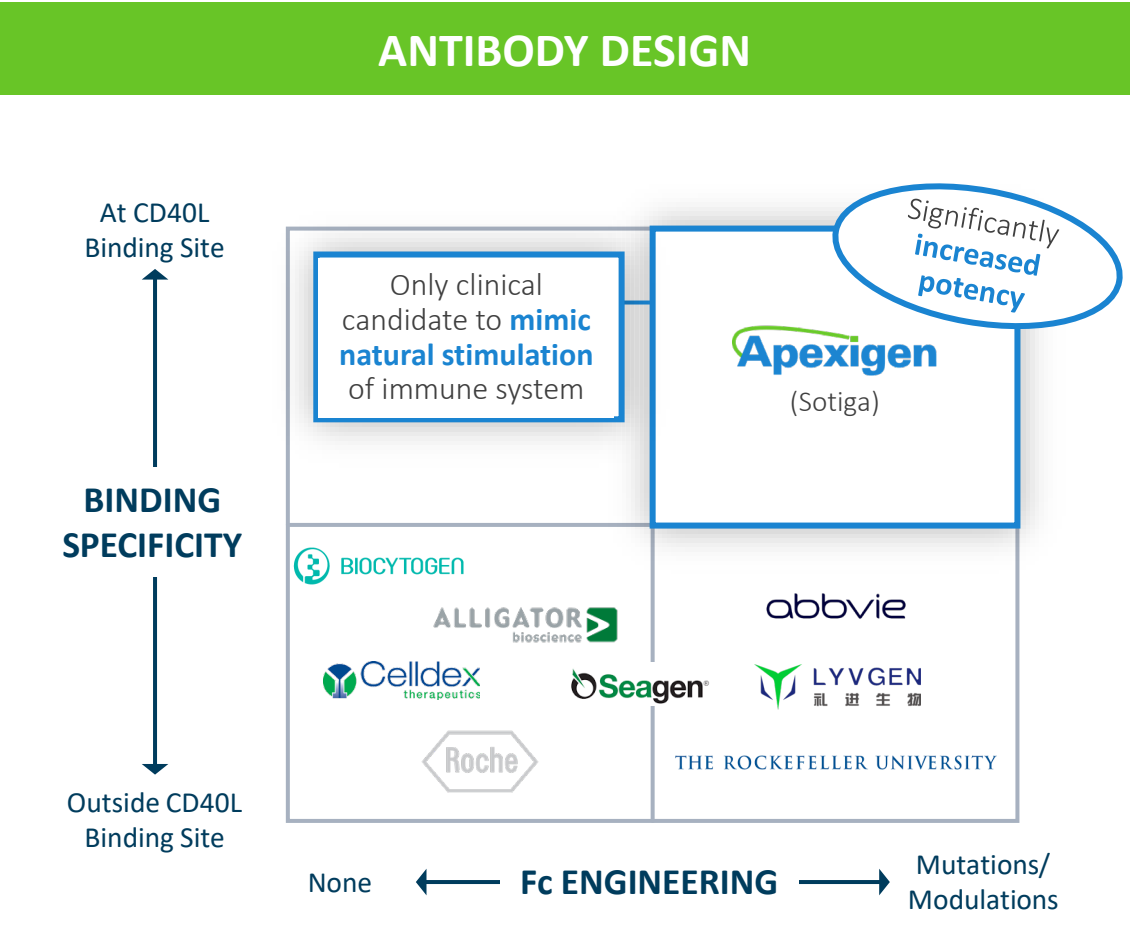 ANTIBODY DESIGN
At CD40L
Binding Site
Significantly
increased
potency
Only clinical
candidate to mimic
natural stimulation
of immune system
Apexigen
(Sotiga)
BINDING
SPECIFICITY
BIOCYTOGEN
ALLIGATOR
bioscience
abbvie
Celldex
therapeutics
Seagen®
LYVGEN
礼进生物
Roche
THE ROCKEFELLER UNIVERSITY
Outside CD40L
Binding Site
None
Fc ENGINEERING
Mutations/
Modulations